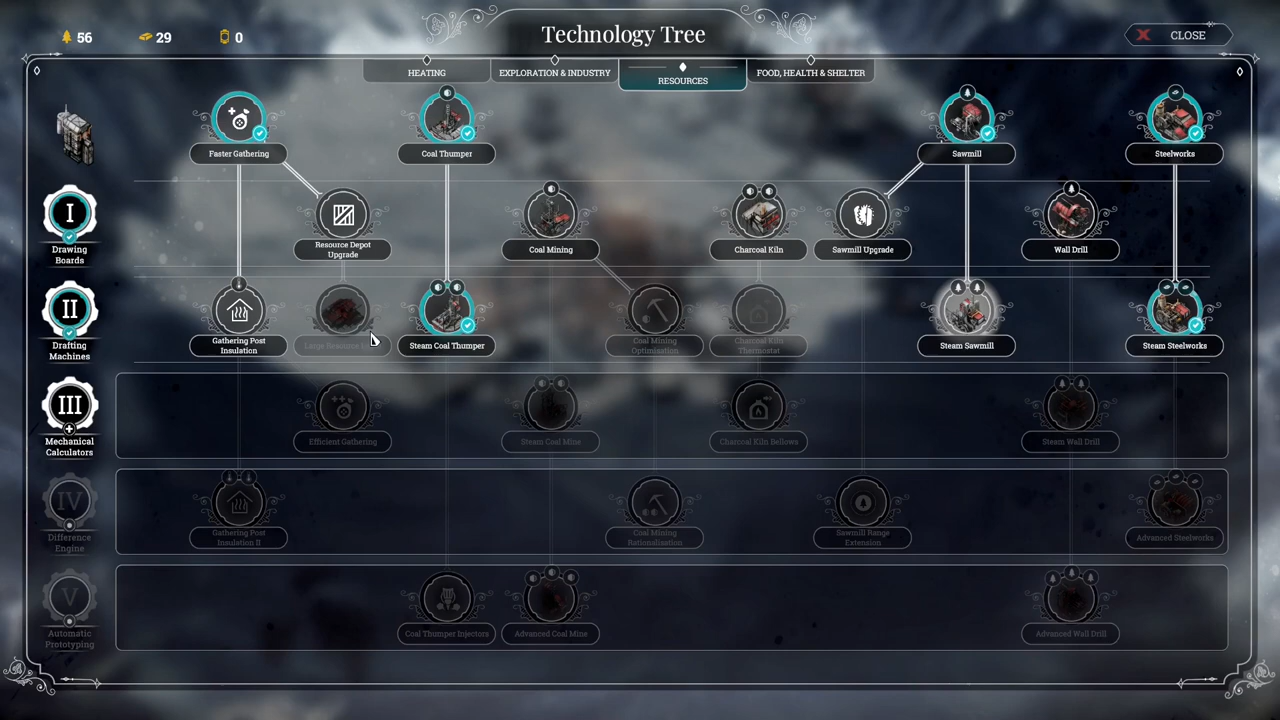 56 29 0
Technology Tree
CLOSE
HEATING
EXPLORATION & INDUSTRY
RESOURCES
FOOD, HEALTH & SHELTER
Faster Gathering
Coal Thumper
Sawmill
Steelworks
I
Drawing
Boards
Resource Depot
Upgrade
Coal Mining
Charcoal Kiln
Sawmill Upgrade
Wall Drill
II
Drafting
Machines
Gathering Post
Insulation
Large Resource
Steam Coal Thumper
Coal Mining
Optimisation
Charcoal Kiln
Thermostat
Steam Sawmill
Steam Steelworks
III
Mechanical
Calculators
Efficient Gathering
Steam Coal Mine
Charcoal Kiln Bellows
Steam Wall Drill
IV
Difference
Engine
Gathering Post
Insulation II
Coal Mining
Rationalisation
Sawmill Range
Extension
Advanced Steelworks
V
Automatic
Prototyping
Coal Thumper Injectors
Advanced Coal Mine
Advanced Wall Drill